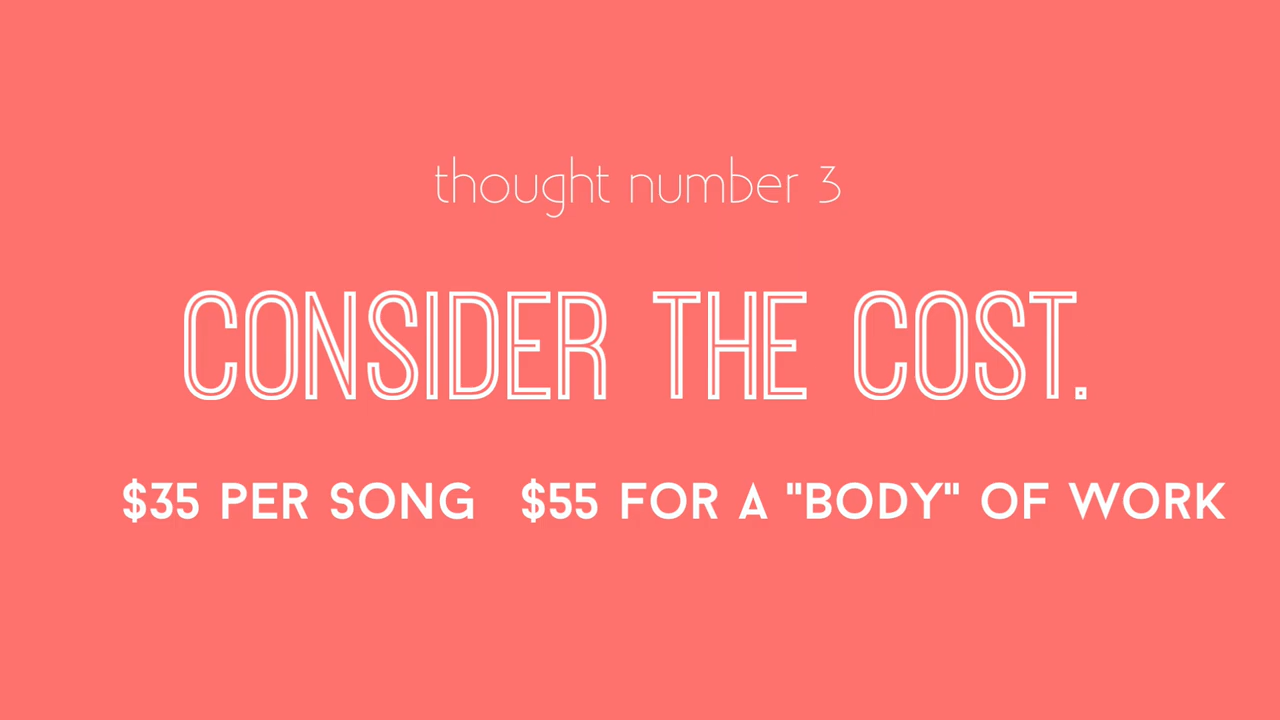 thought number 3
CONSIDER THE COST.
$35 PER SONG $55 FOR A "BODY" OF WORK